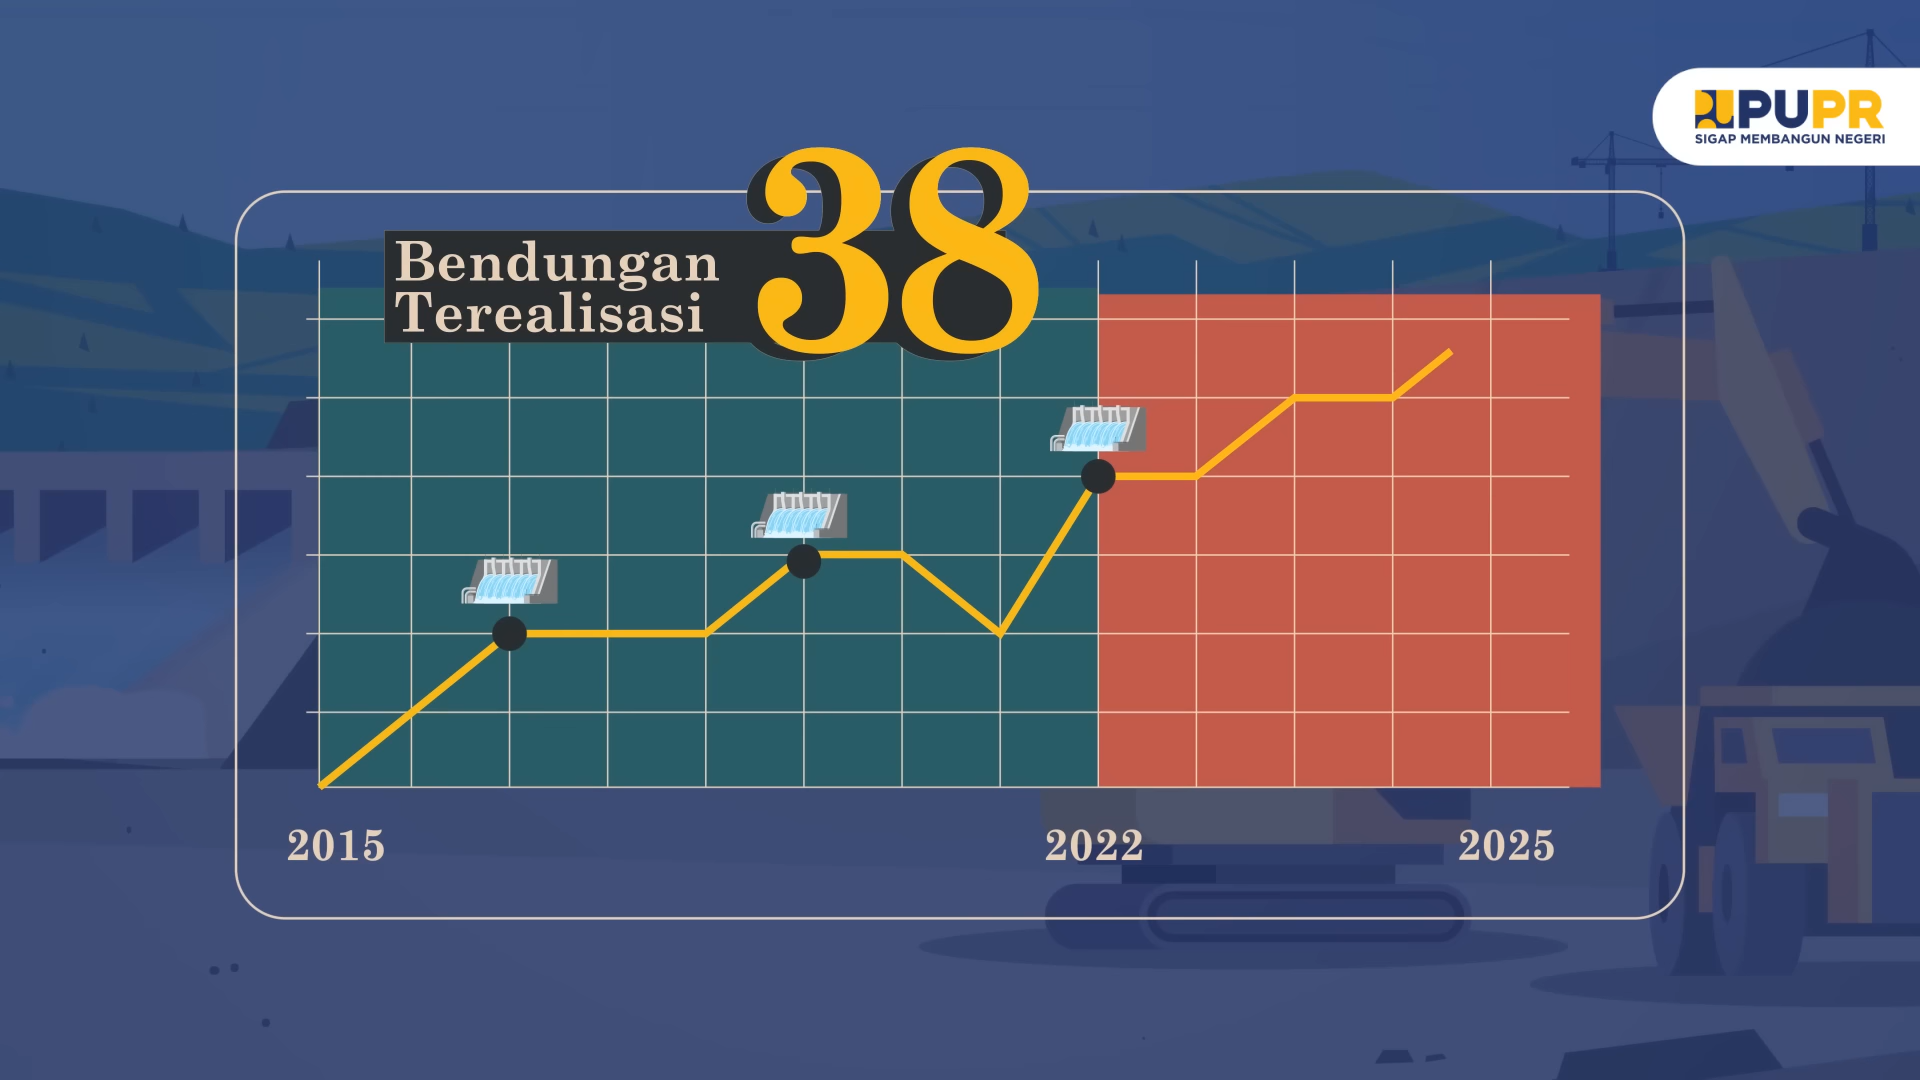 PUPR
SIGAP MEMBANGUN NEGERI
38
Bendungan
Terealisasi
2015
2022
2025